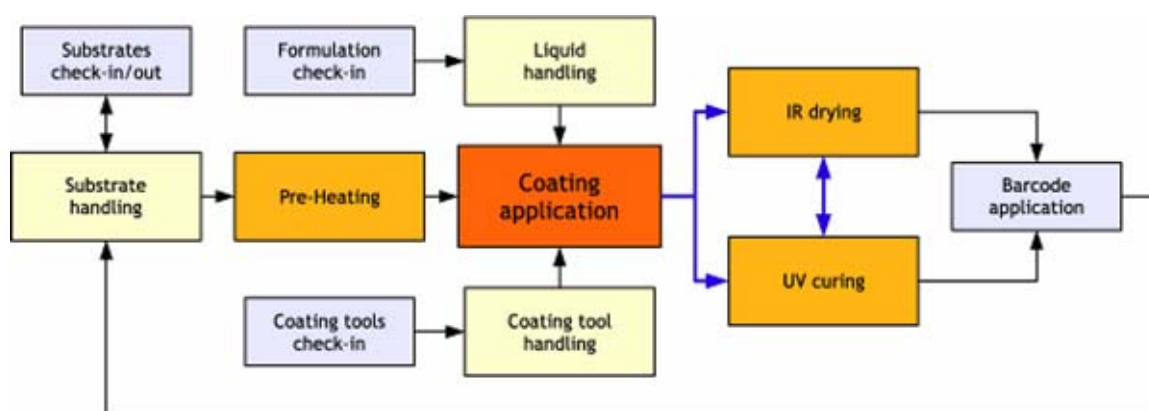 Substrates
check-in/out
Formulation
check-in
Liquid
handling
IR drying
Substrate
handling
Pre-Heating
Coating
application
Barcode
application
UV curing
Coating tools
check-in
Coating tool
handling